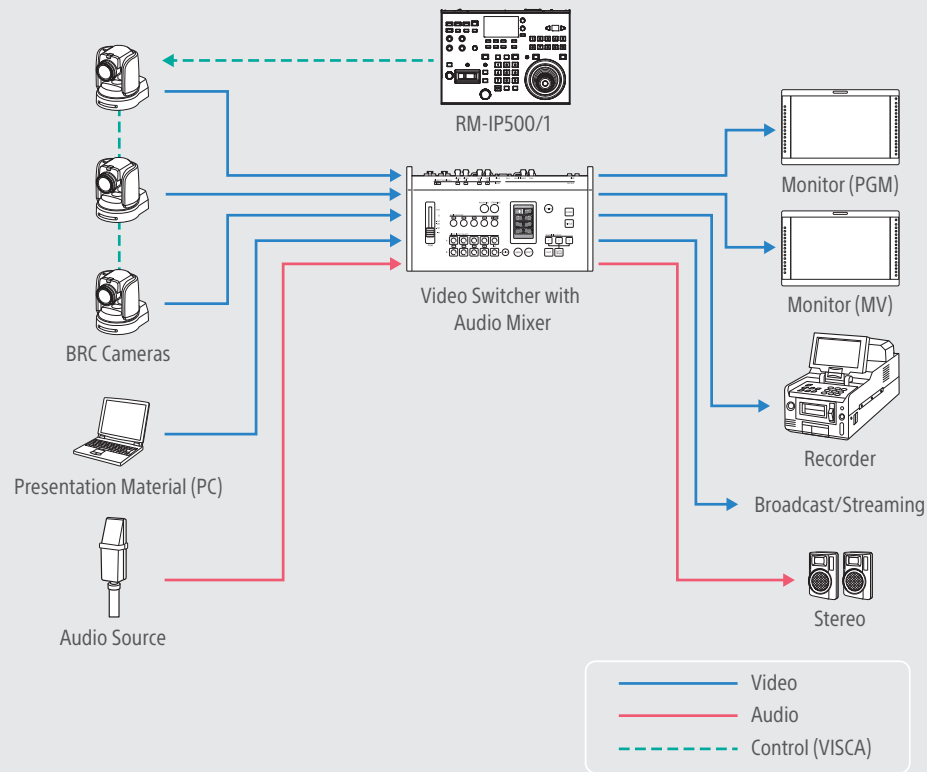 RM-IP500/1
Monitor (PGM)
Video Switcher with
Audio Mixer
Monitor (MV)
BRC Cameras
Recorder
Presentation Material (PC)
Broadcast/Streaming
Stereo
Audio Source
Video
Audio
Control (VISCA)